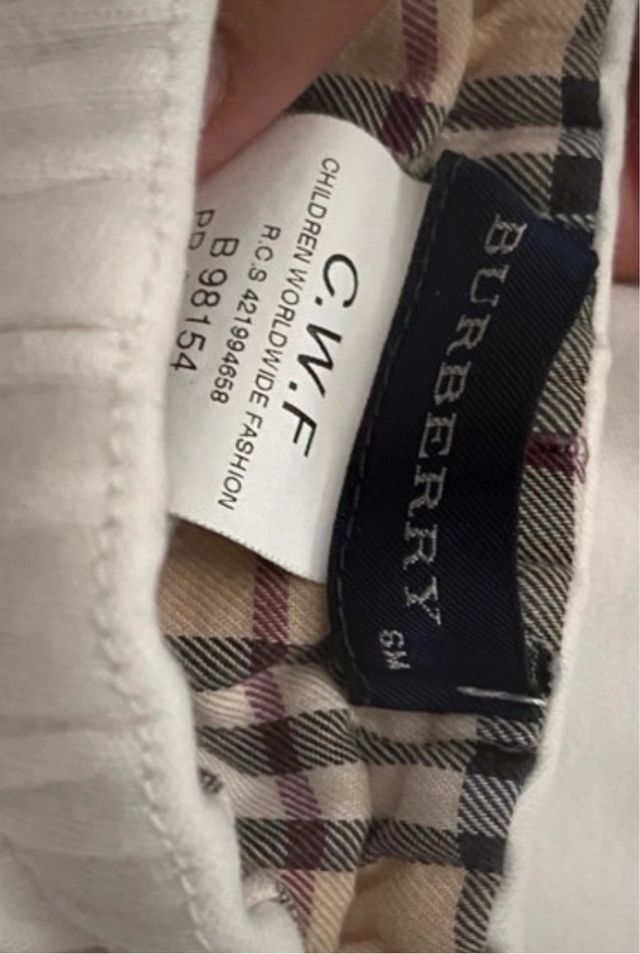 BURBERRY
6M
C.W.F
CHILDREN WORLDWIDE FASHION
R.C.S 421994658
B 98154